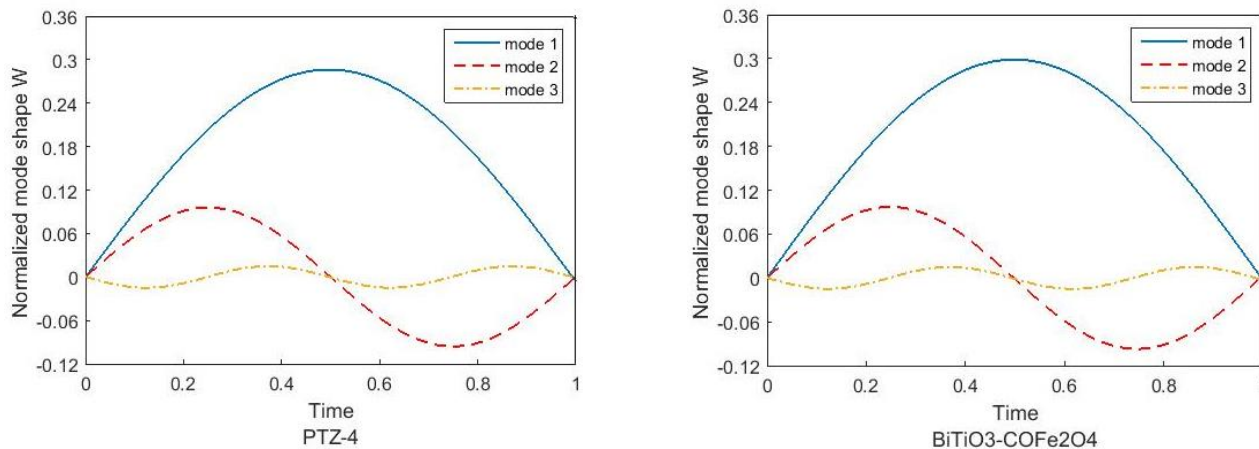 0.36
0.3
0.24
0.18
0.12
0.06
0
-0.06
-0.12
Normalized mode shape W
mode 1
mode 2
mode 3
0 0.2 0.4 0.6 0.8 1
Time
PTZ-4
0.36
0.3
0.24
0.18
0.12
0.06
0
-0.06
-0.12
Normalized mode shape W
mode 1
mode 2
mode 3
0 0.2 0.4 0.6 0.8
Time
BiTiO3-COFe2O4